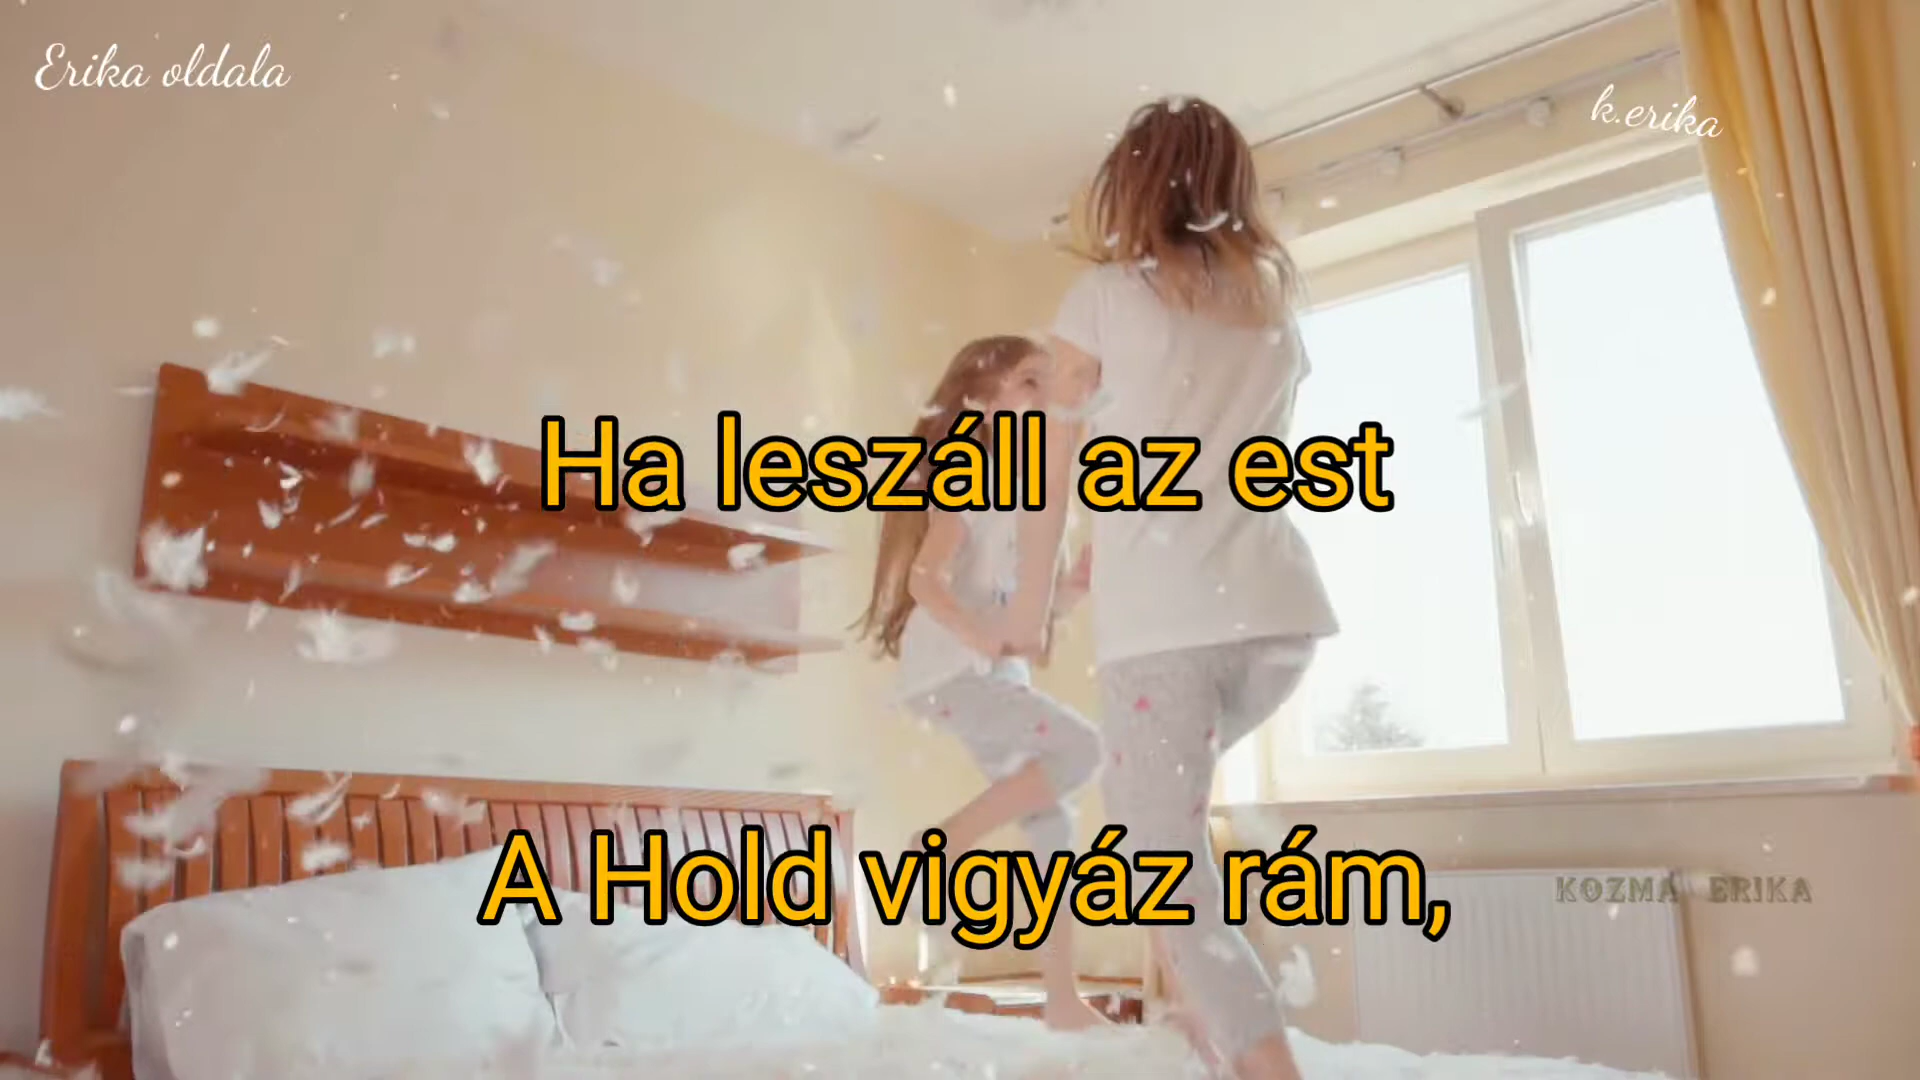 Erika oldala
k.erika
Ha leszáll az est
A Hold vigyáz rám,
KOZMA ERIKA